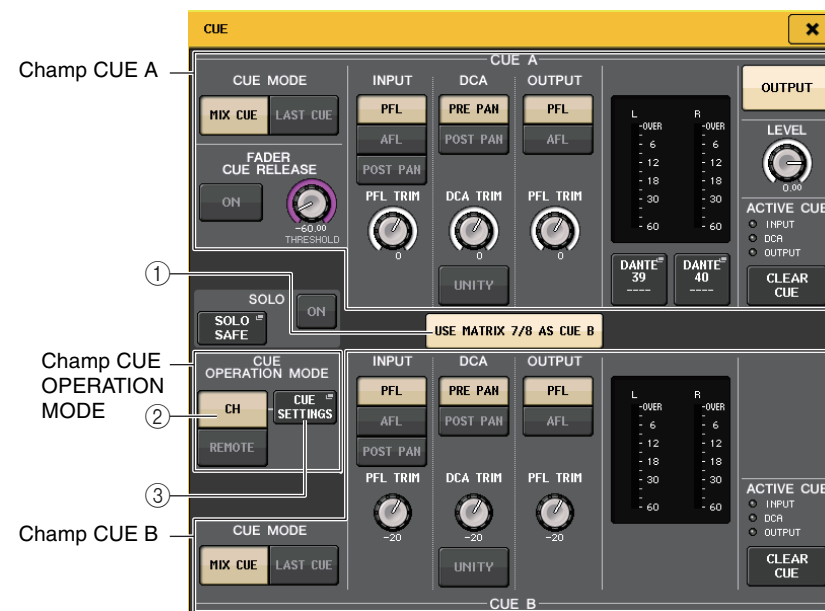 CUE
CUE A
Champ CUE A
CUE MODE
MIX CUE
LAST CUE
FADER
CUE RELEASE
ON
-60.00
THRESHOLD
INPUT
PFL
AFL
POST PAN
PFL TRIM
0
DCA
PRE PAN
POST PAN
DCA TRIM
0
UNITY
OUTPUT
PFL
AFL
PFL TRIM
0
L
R
-OVER
-OVER
- 6
- 6
- 12
- 12
- 18
- 18
- 30
- 30
- 60
- 60
DANTE
39
----
DANTE
40
----
OUTPUT
LEVEL
0.00
ACTIVE CUE
INPUT
DCA
OUTPUT
CLEAR
CUE
1
SOLO
ON
SOLO
SAFE
USE MATRIX 7/8 AS CUE B
Champ CUE
OPERATION
MODE
CUE
OPERATION MODE
2
CH
REMOTE
CUE
SETTINGS
3
INPUT
PFL
AFL
POST PAN
PFL TRIM
-20
DCA
PRE PAN
POST PAN
DCA TRIM
-20
UNITY
OUTPUT
PFL
AFL
PFL TRIM
-20
L
R
-OVER
-OVER
- 6
- 6
- 12
- 12
- 18
- 18
- 30
- 30
- 60
- 60
ACTIVE CUE
INPUT
DCA
OUTPUT
CLEAR
CUE
Champ CUE B
CUE MODE
MIX CUE
LAST CUE
CUE B